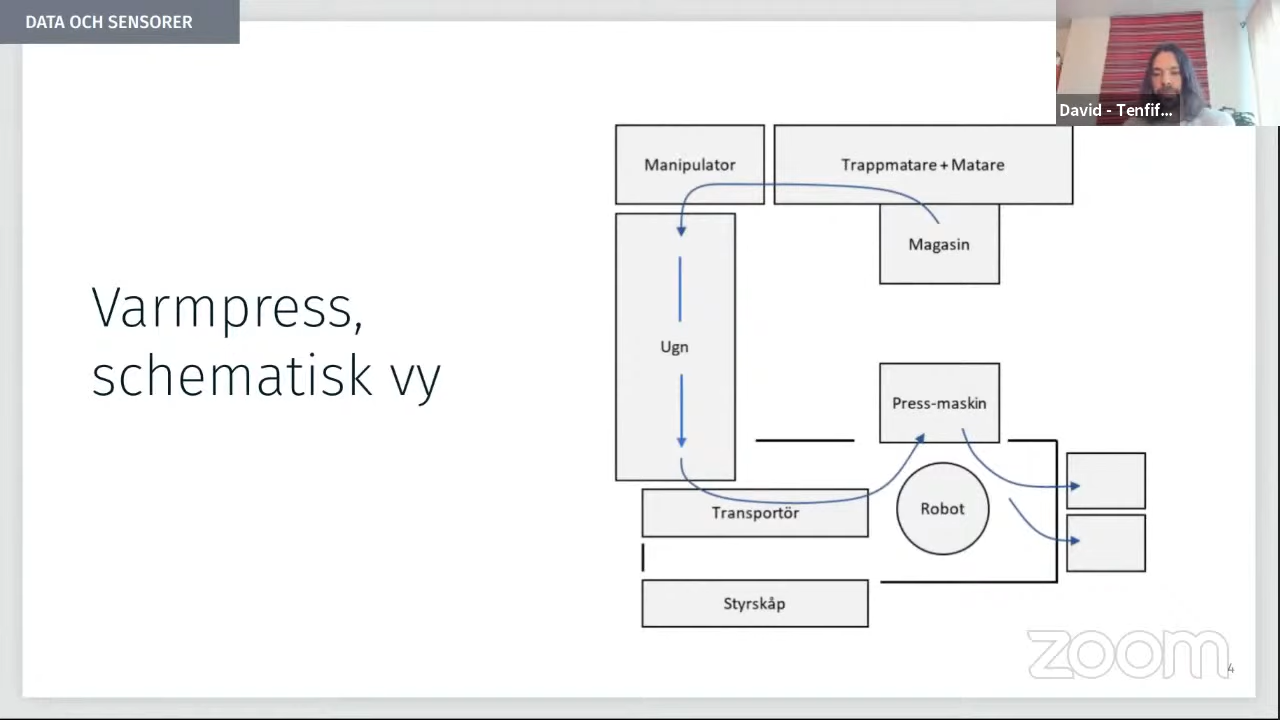 DATA OCH SENSORER
David - Tenfif...
Manipulator
Trappmatare + Matare
Magasin
Varmpress,
schematisk vy
Ugn
Press-maskin
Robot
Transportör
Styrskåp
zoom
4